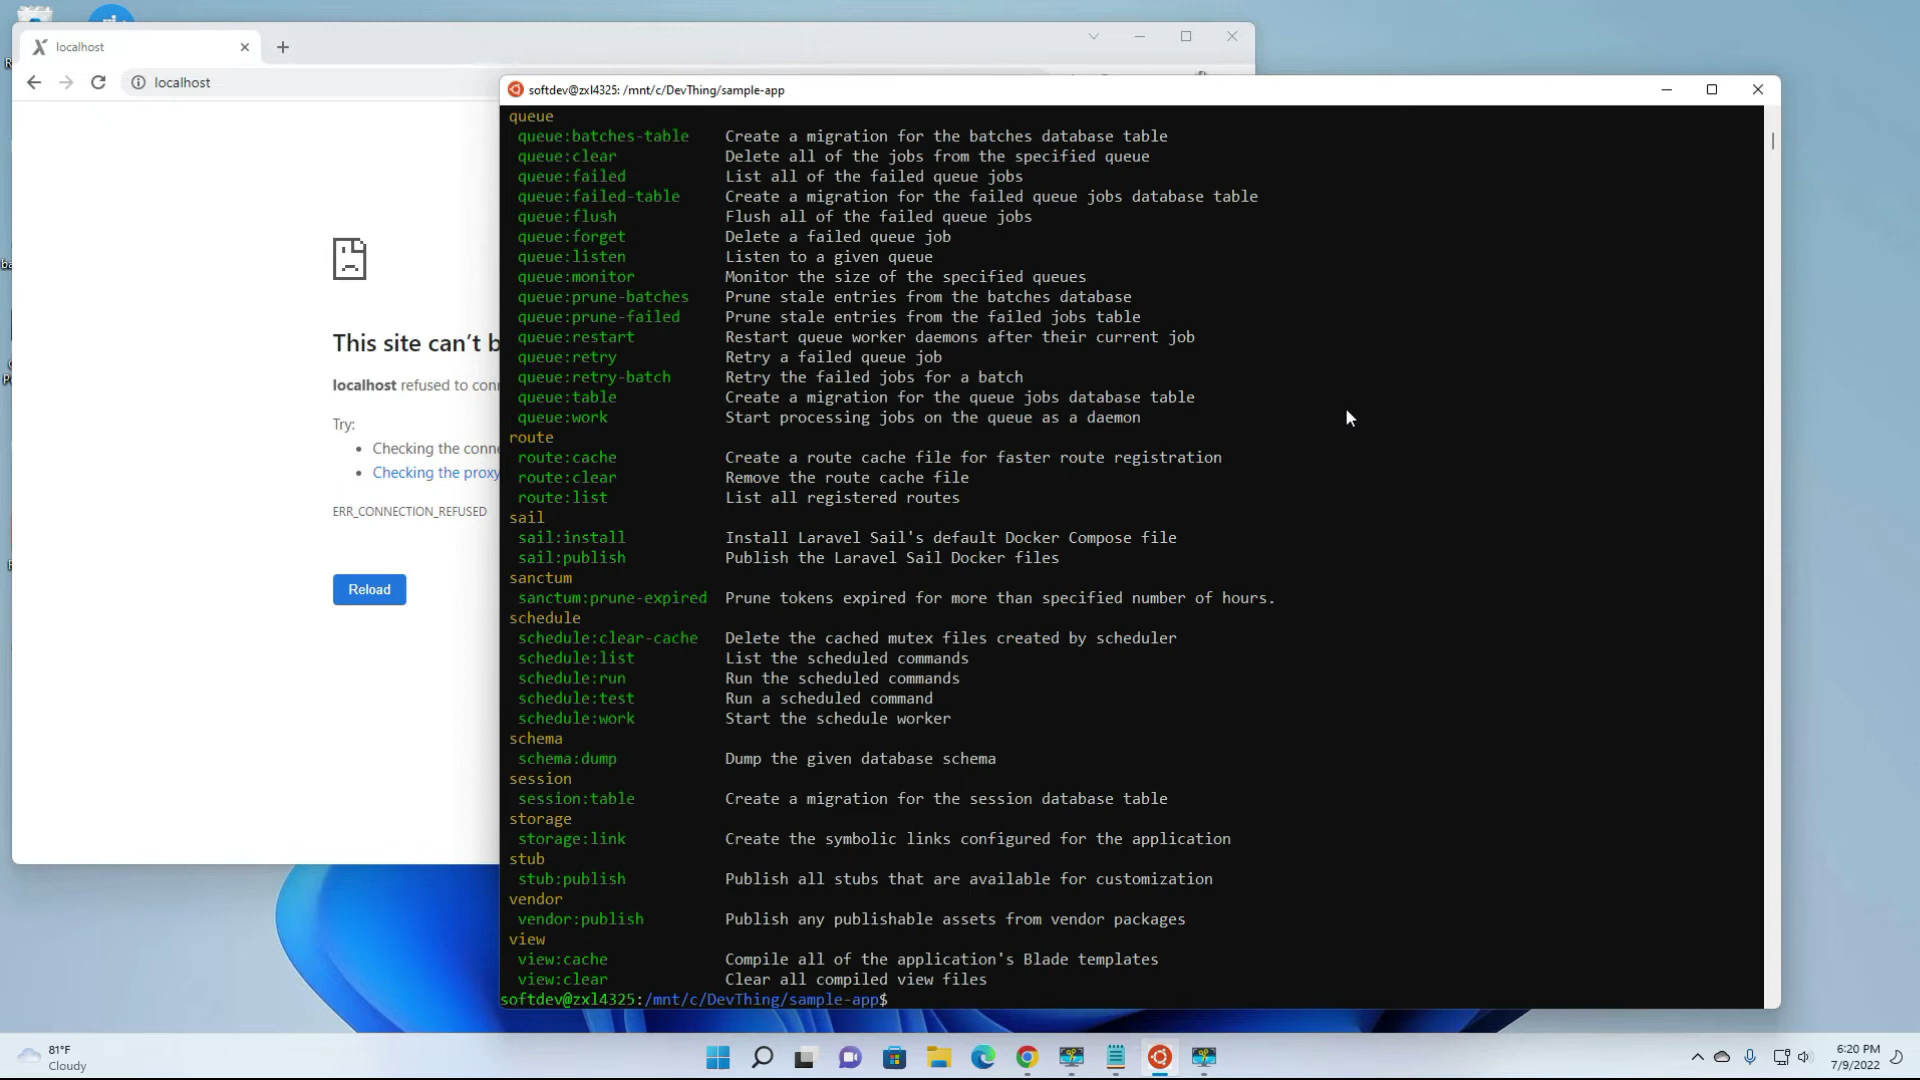 localhost
localhost
This site can't b
localhost refused to con
Try:
Checking the conn
Checking the proxy
ERR_CONNECTION_REFUSED
Reload
softdev@zxl4325: /mnt/c/DevThing/sample-app
queue
queue:batches-table Create a migration for the batches database table
queue:clear Delete all of the jobs from the specified queue
queue:failed List all of the failed queue jobs
queue:failed-table Create a migration for the failed queue jobs database table
queue:flush Flush all of the failed queue jobs
queue:forget Delete a failed queue job
queue:listen Listen to a given queue
queue:monitor Monitor the size of the specified queues
queue:prune-batches Prune stale entries from the batches database
queue:prune-failed Prune stale entries from the failed jobs table
queue:restart Restart queue worker daemons after their current job
queue:retry Retry a failed queue job
queue:retry-batch Retry the failed jobs for a batch
queue:table Create a migration for the queue jobs database table
queue:work Start processing jobs on the queue as a daemon
route
route:cache Create a route cache file for faster route registration
route:clear Remove the route cache file
route:list List all registered routes
sail
sail:install Install Laravel Sail's default Docker Compose file
sail:publish Publish the Laravel Sail Docker files
sanctum
sanctum:prune-expired Prune tokens expired for more than specified number of hours.
schedule
schedule:clear-cache Delete the cached mutex files created by scheduler
schedule:list List the scheduled commands
schedule:run Run the scheduled commands
schedule:test Run a scheduled command
schedule:work Start the schedule worker
schema
schema:dump Dump the given database schema
session
session:table Create a migration for the session database table
storage
storage:link Create the symbolic links configured for the application
stub
stub:publish Publish all stubs that are available for customization
vendor
vendor:publish Publish any publishable assets from vendor packages
view
view:cache Compile all of the application's Blade templates
view:clear Clear all compiled view files
softdev@zxl4325:/mnt/c/DevThing/sample-app$
81°F
Cloudy
6:20 PM
7/9/2022